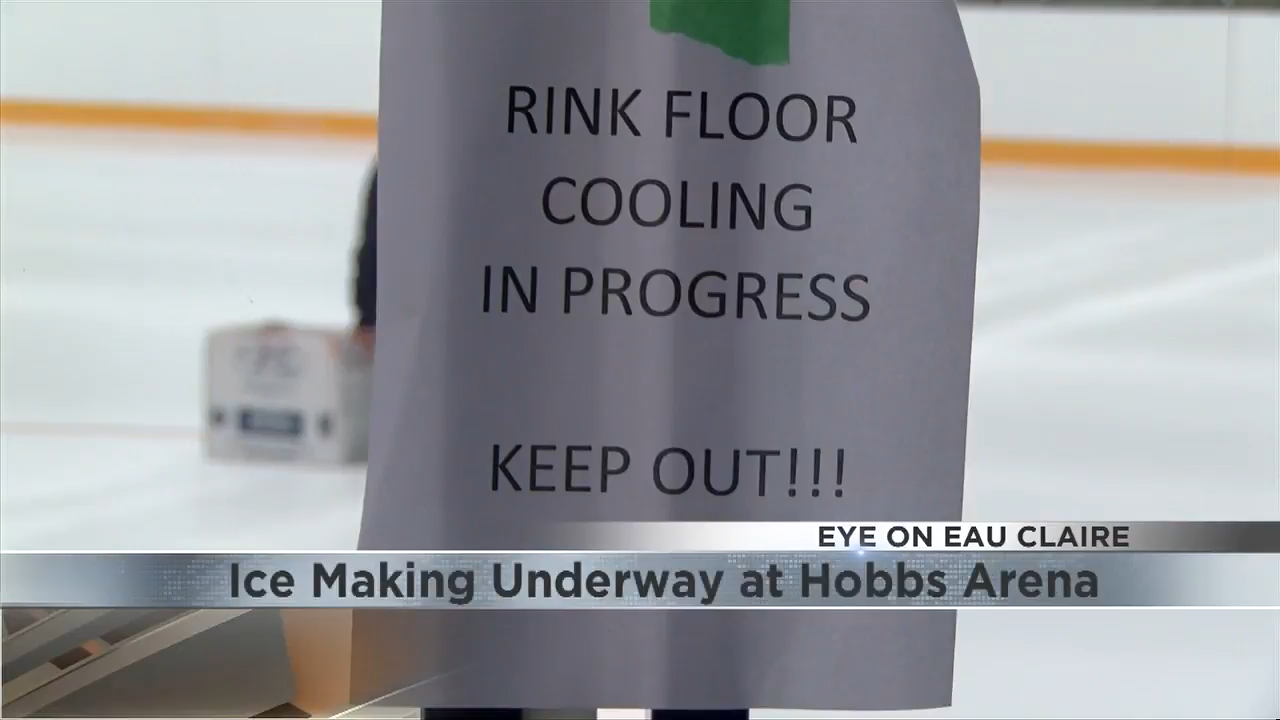 RINK FLOOR
COOLING
IN PROGRESS
KEEP OUT!!!
EYE ON EAU CLAIRE
Ice Making Underway at Hobbs Arena